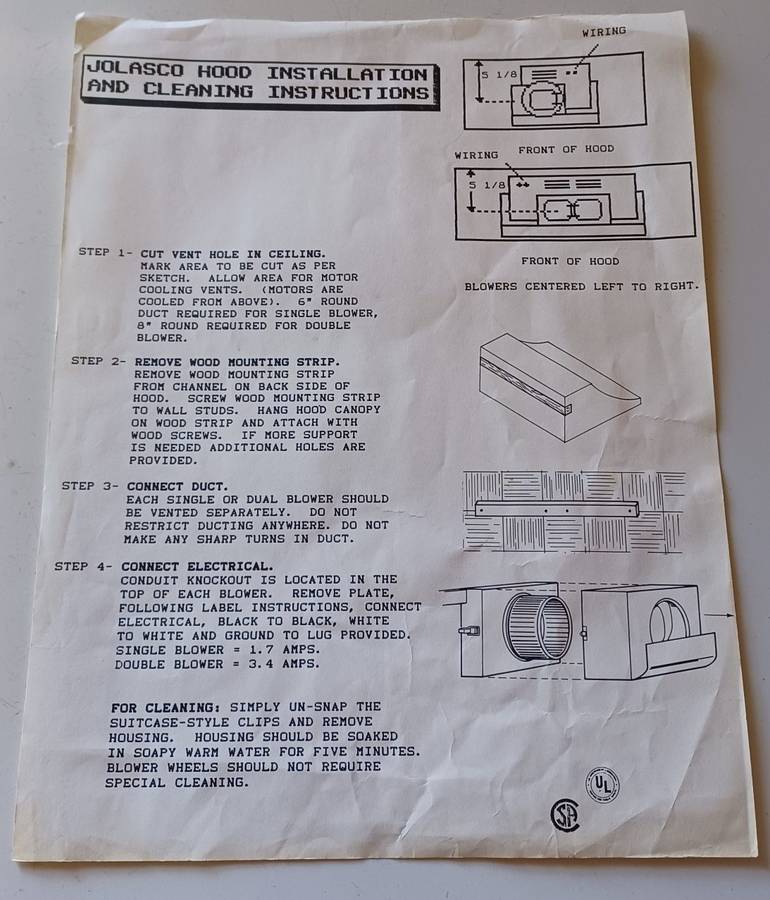 JOLASCO HOOD INSTALLATION
AND CLEANING INSTRUCTIONS
WIRING
5 1/8
FRONT OF HOOD
WIRING
5 1/8
FRONT OF HOOD
BLOWERS CENTERED LEFT TO RIGHT.
STEP 1- CUT VENT HOLE IN CEILING.
MARK AREA TO BE CUT AS PER
SKETCH. ALLOW AREA FOR MOTOR
COOLING VENTS. (MOTORS ARE
COOLED FROM ABOVE). 6" ROUND
DUCT REQUIRED FOR SINGLE BLOWER,
8" ROUND REQUIRED FOR DOUBLE
BLOWER.
STEP 2- REMOVE WOOD MOUNTING STRIP.
REMOVE WOOD MOUNTING STRIP
FROM CHANNEL ON BACK SIDE OF
HOOD. SCREW WOOD MOUNTING STRIP
TO WALL STUDS. HANG HOOD CANOPY
ON WOOD STRIP AND ATTACH WITH
WOOD SCREWS. IF MORE SUPPORT
IS NEEDED ADDITIONAL HOLES ARE
PROVIDED.
STEP 3- CONNECT DUCT.
EACH SINGLE OR DUAL BLOWER SHOULD
BE VENTED SEPARATELY. DO NOT
RESTRICT DUCTING ANYWHERE. DO NOT
MAKE ANY SHARP TURNS IN DUCT.
STEP 4- CONNECT ELECTRICAL.
CONDUIT KNOCKOUT IS LOCATED IN THE
TOP OF EACH BLOWER. REMOVE PLATE,
FOLLOWING LABEL INSTRUCTIONS, CONNECT
ELECTRICAL, BLACK TO BLACK, WHITE
TO WHITE AND GROUND TO LUG PROVIDED.
SINGLE BLOWER = 1.7 AMPS.
DOUBLE BLOWER = 3.4 AMPS.
FOR CLEANING: SIMPLY UN-SNAP THE
SUITCASE-STYLE CLIPS AND REMOVE
HOUSING. HOUSING SHOULD BE SOAKED
IN SOAPY WARM WATER FOR FIVE MINUTES.
BLOWER WHEELS SHOULD NOT REQUIRE
SPECIAL CLEANING.
UL
CSA